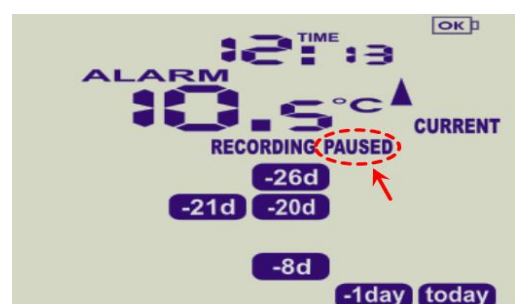 OK
TIME
12:13
ALARM
10.5°C
CURRENT
RECORDING PAUSED
-26d
-21d -20d
-8d
-1day today